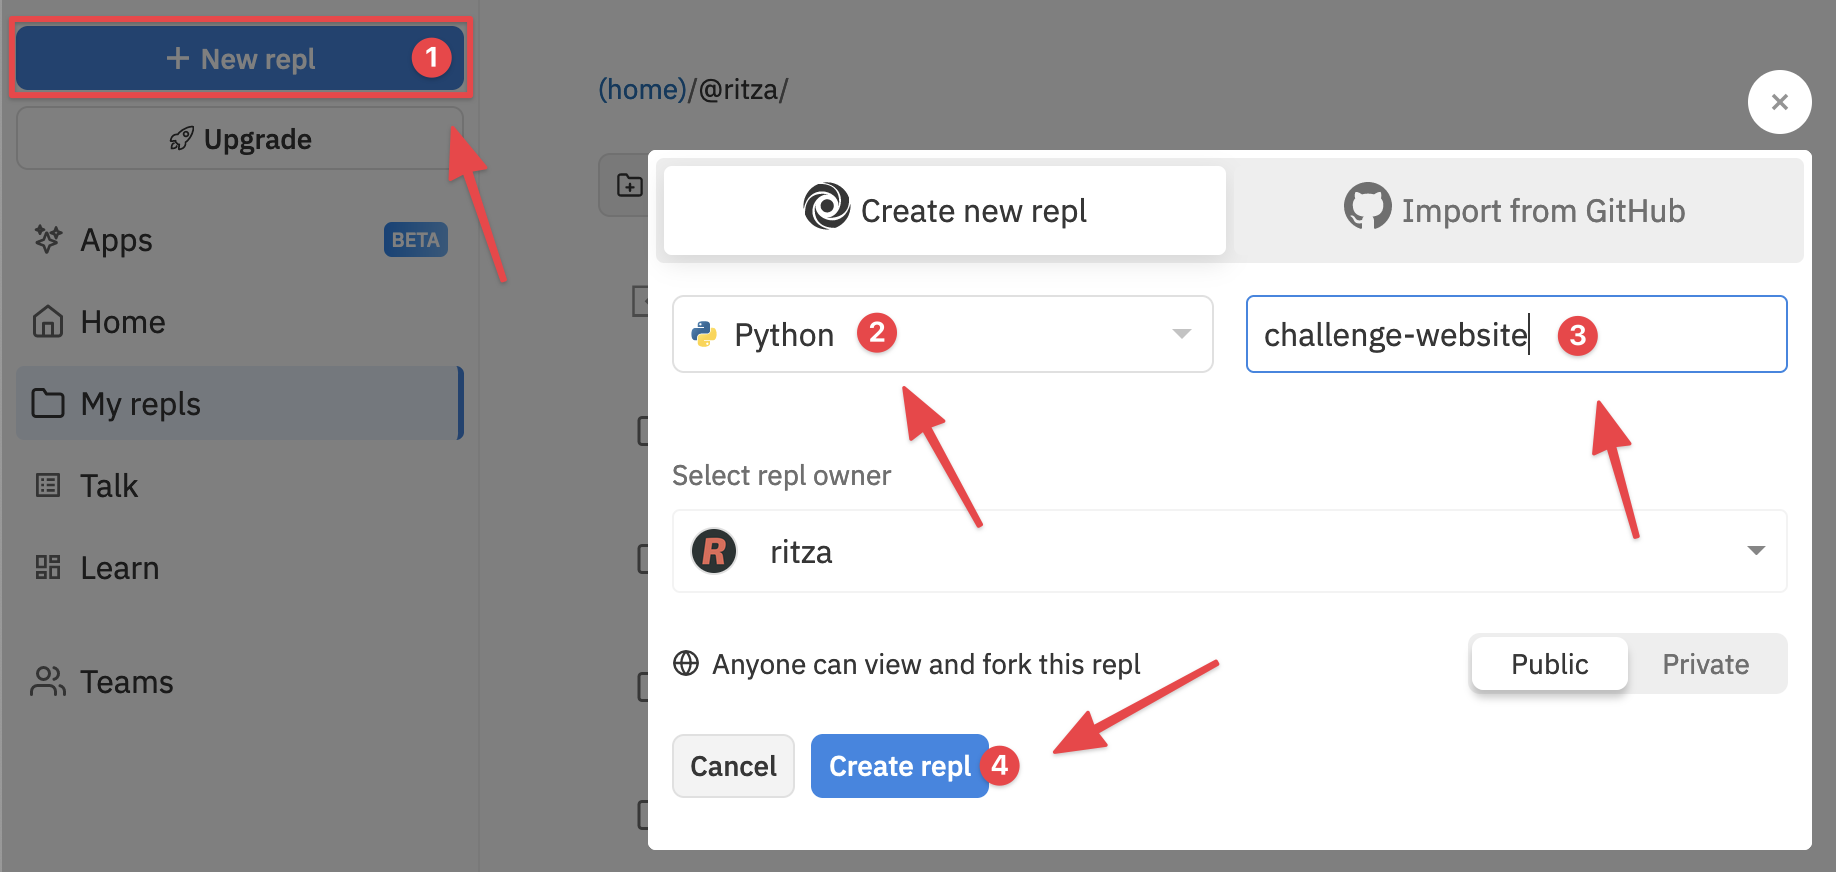 New repl 1
Upgrade
Apps BETA
Home
My repls
Talk
Learn
Teams
(home)/@ritza/
Create new repl
Import from GitHub
Python 2
challenge-website 3
Select repl owner
R ritza
Anyone can view and fork this repl
Public Private
Cancel Create repl 4